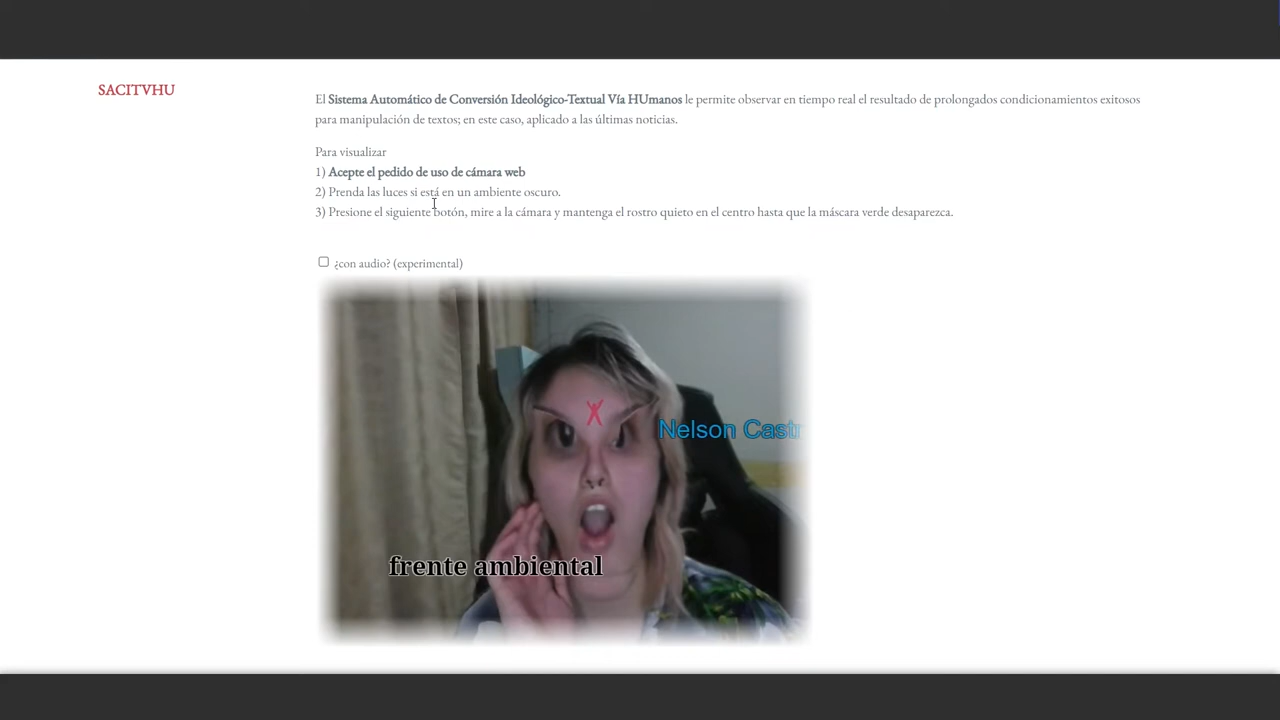 SACITVHU
El Sistema Automático de Conversión Ideológico-Textual Vía HUmanos le permite observar en tiempo real el resultado de prolongados condicionamientos exitosos
para manipulación de textos; en este caso, aplicado a las últimas noticias.
Para visualizar
1) Acepte el pedido de uso de cámara web
2) Prenda las luces si está en un ambiente oscuro.
3) Presione el siguiente botón, mire a la cámara y mantenga el rostro quieto en el centro hasta que la máscara verde desaparezca.
¿con audio? (experimental)
Nelson Cast
frente ambiental